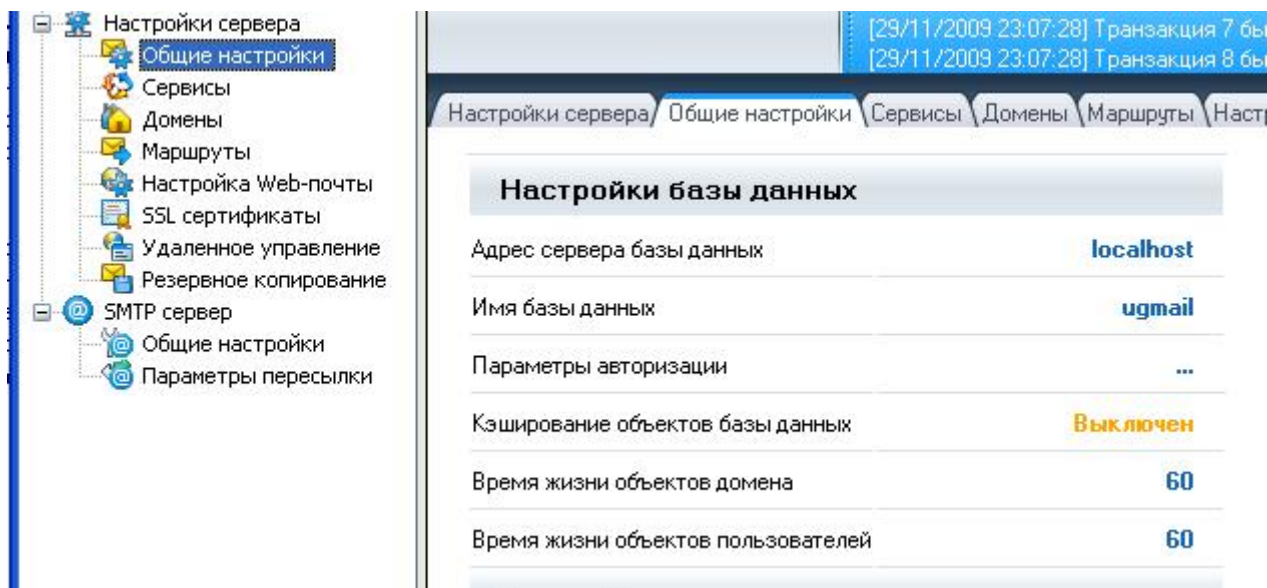 Настройки сервера
Общие настройки
Сервисы
Домены
Маршруты
Настройка Web-почты
SSL сертификаты
Удаленное управление
Резервное копирование
SMTP сервер
Общие настройки
Параметры пересылки
[29/11/2009 23:07:28] Транзакция 7 бы
[29/11/2009 23:07:28] Транзакция 8 бы
Настройки сервера Общие настройки Сервисы Домены Маршруты Наст
Настройки базы данных
Адрес сервера базы данных localhost
Имя базы данных ugmail
Параметры авторизации ...
Кэширование объектов базы данных Выключен
Время жизни объектов домена 60
Время жизни объектов пользователей 60